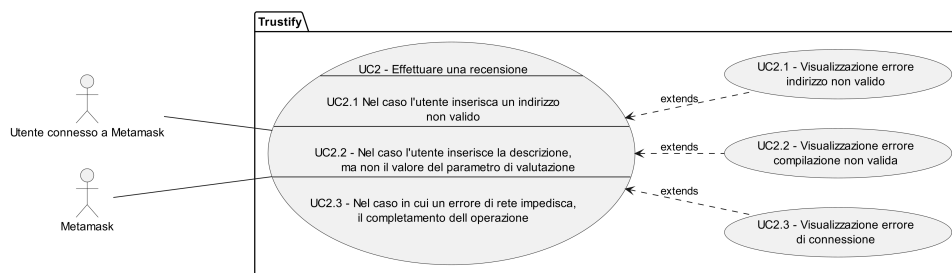 Trustify
UC2 - Effettuare una recensione
UC2.1 Nel caso l'utente inserisca un indirizzo
non valido
UC2.2 - Nel caso l'utente inserisce la descrizione,
ma non il valore del parametro di valutazione
UC2.3 - Nel caso in cui un errore di rete impedisca,
il completamento dell operazione
Utente connesso a Metamask
Metamask
extends
extends
extends
UC2.1 - Visualizzazione errore
indirizzo non valido
UC2.2 - Visualizzazione errore
compilazione non valida
UC2.3 - Visualizzazione errore
di connessione